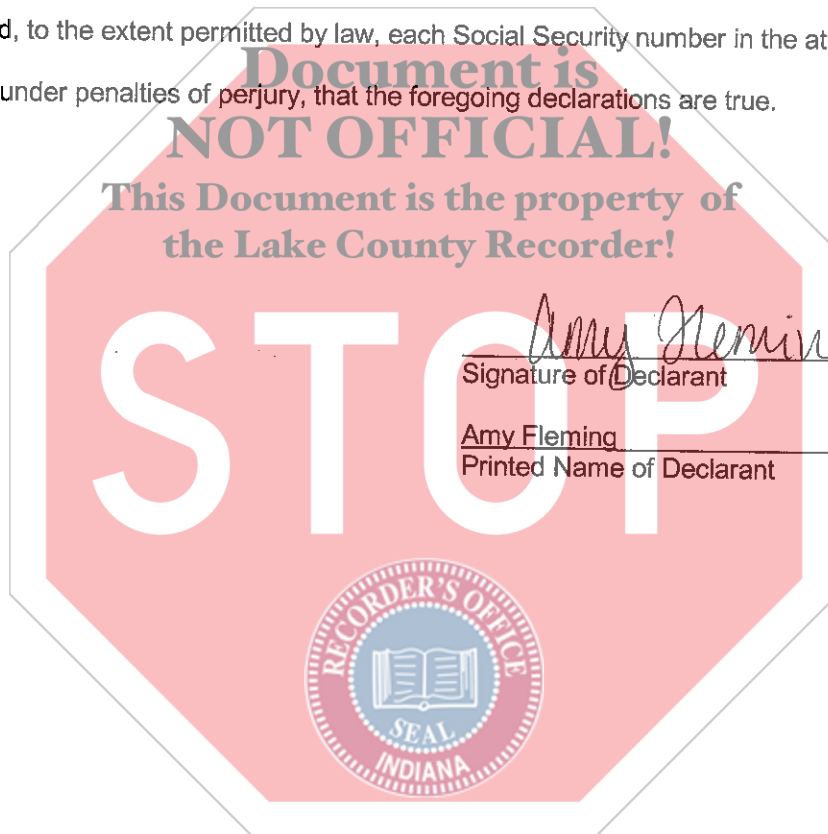 d, to the extent permitted by law, each Social Security number in the at
under penalties of perjury, that the foregoing declarations are true.
Document is
NOT OFFICIAL!
This Document is the property of
the Lake County Recorder!
STOP
Amy Flemin
Signature of Declarant
Amy Fleming
Printed Name of Declarant
RECORDER'S OFFICE
SEAL
INDIANA